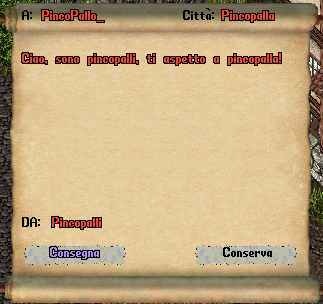 A: PincoPallo_ Città: Pincopalla
Ciao, sono pincopalli, ti aspetto a pincopalla!
DA: Pincopalli
Consegna Conserva